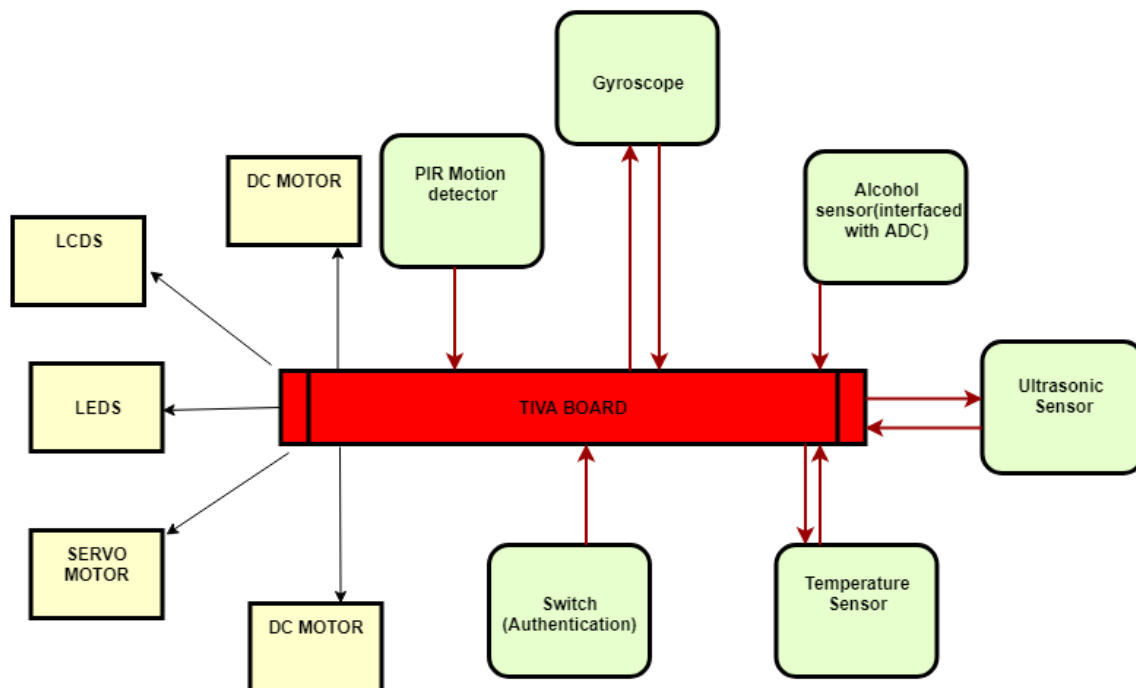 Gyroscope
DC MOTOR
PIR Motion
detector
Alcohol
sensor(interfaced
with ADC)
LCDS
LEDS
TIVA BOARD
Ultrasonic
Sensor
SERVO
MOTOR
DC MOTOR
Switch
(Authentication)
Temperature
Sensor